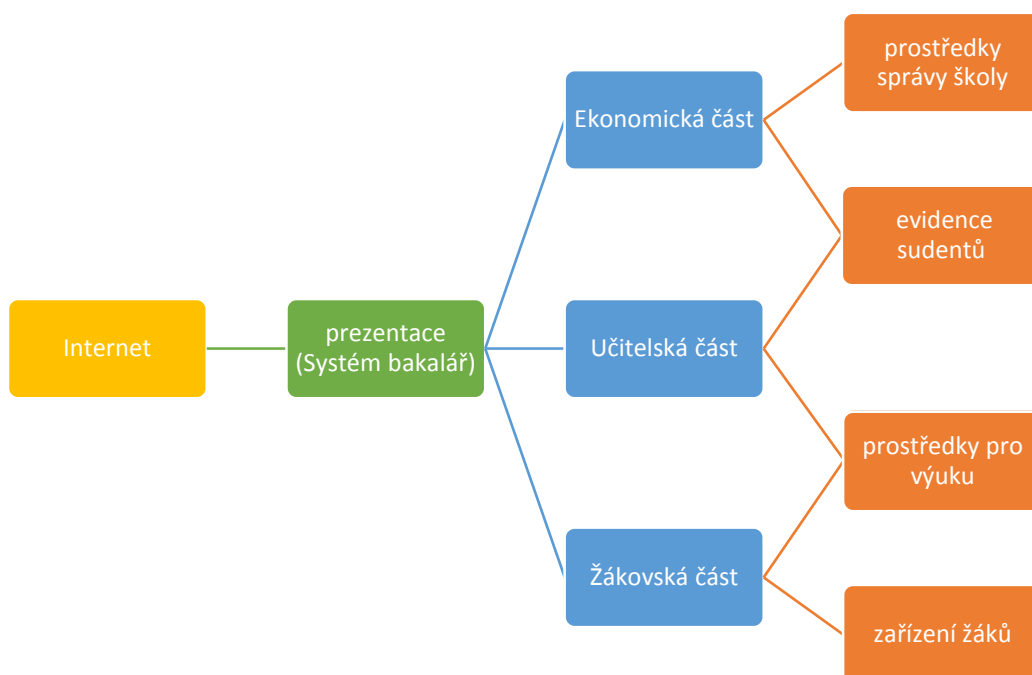 Internet
prezentace
(Systém bakalář)
Ekonomická část
Učitelská část
Žákovská část
prostředky
správy školy
evidence
sudentů
prostředky pro
výuku
zařízení žáků